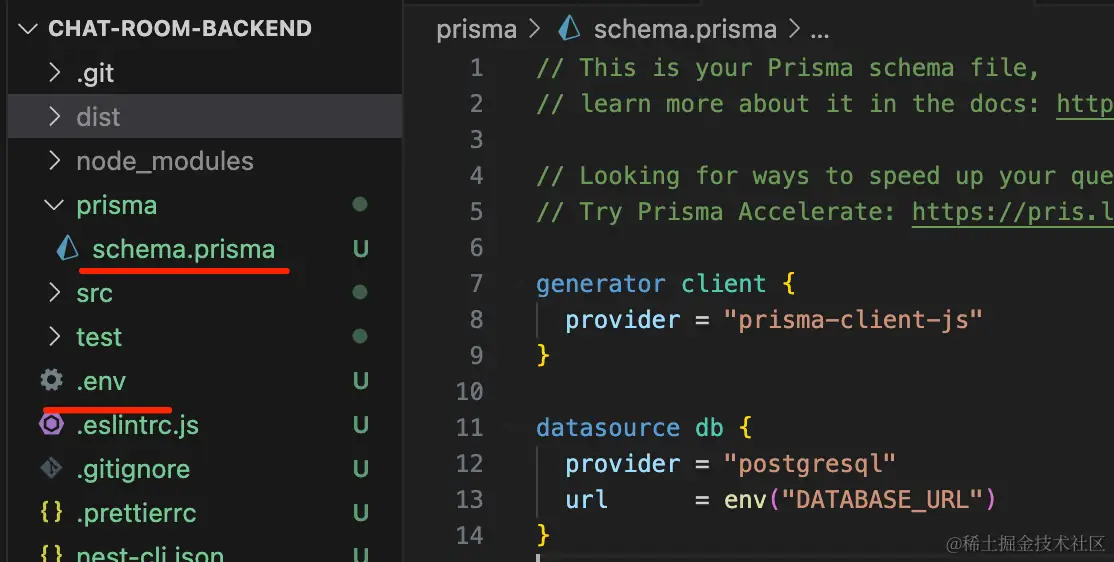 CHAT-ROOM-BACKEND
.git
dist
node_modules
prisma
schema.prisma U
src
test
.env U
.eslintrc.js U
.gitignore U
{} .prettierrc U
{} nest-cli.json U
prisma > schema.prisma > ...
1 // This is your Prisma schema file,
2 // learn more about it in the docs: http
3
4 // Looking for ways to speed up your que
5 // Try Prisma Accelerate: https://pris.l
6
7 generator client {
8 provider = "prisma-client-js"
9 }
10
11 datasource db {
12 provider = "postgresql"
13 url = env("DATABASE_URL")
14 }
@稀土掘金技术社区